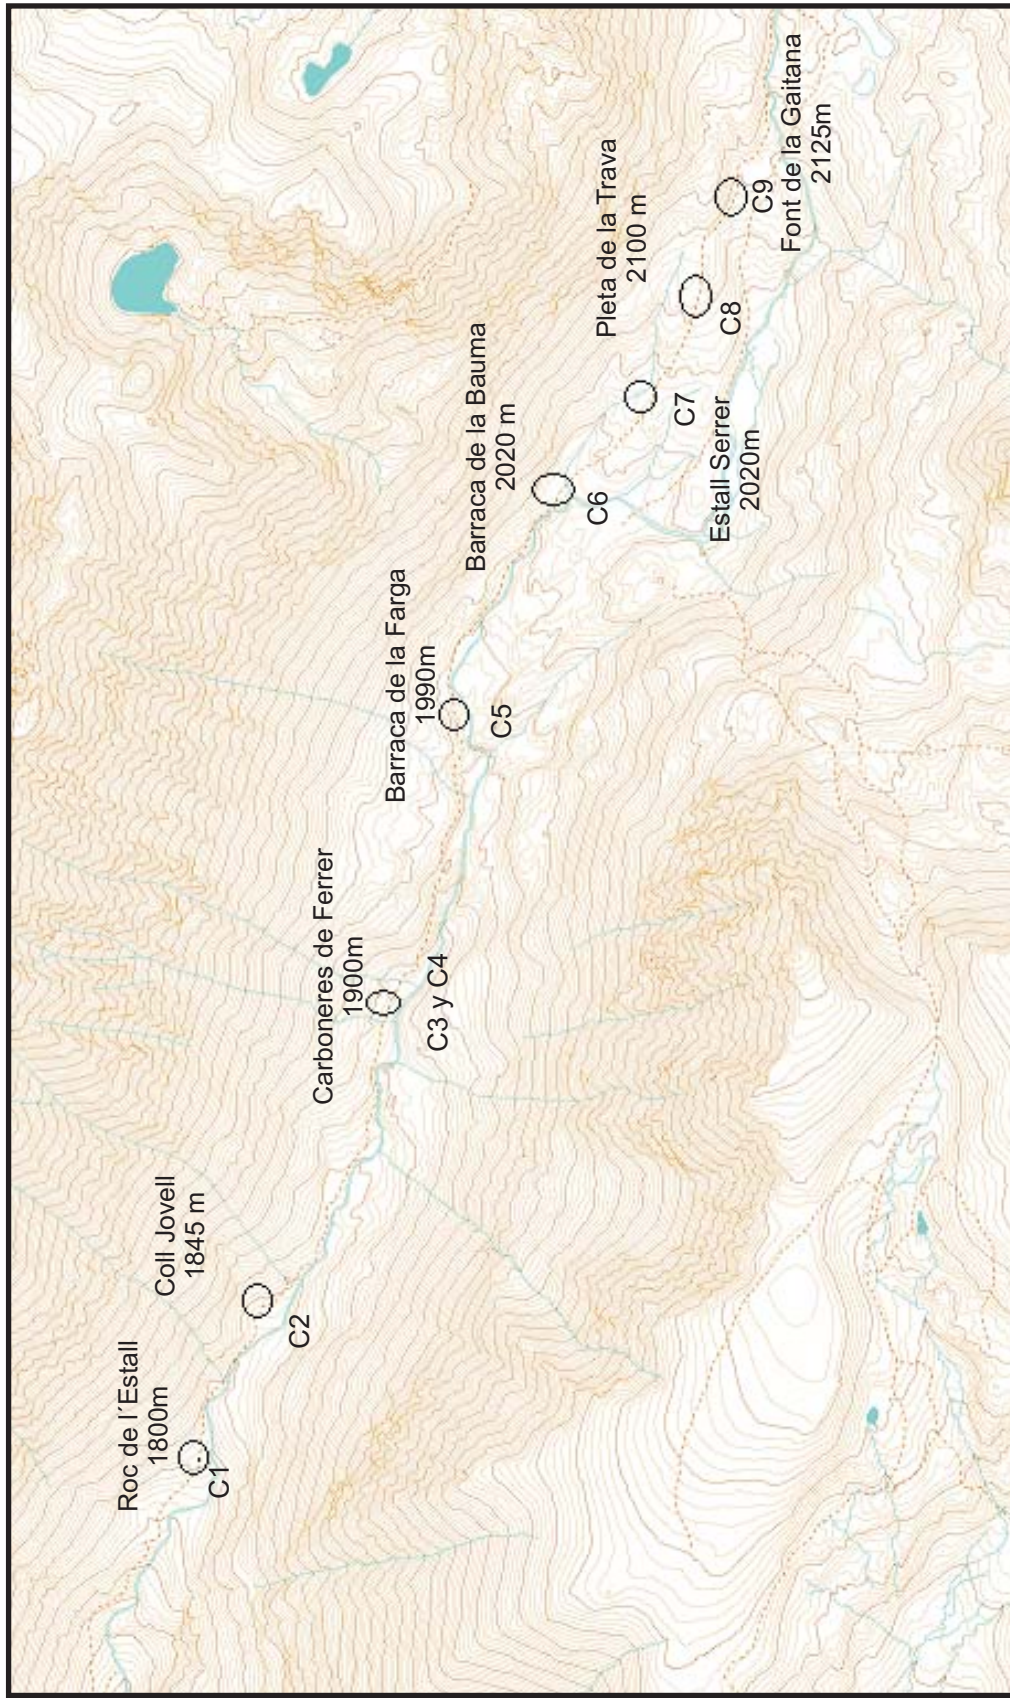 Roc de l´Estall
1800m
C1
Coll Jovell
1845 m
C2
Carboneres de Ferrer
1900m
C3 y C4
Barraca de la Farga
1990m
C5
Barraca de la Bauma
2020 m
C6
Estall Serrer
2020m
C7
Pleta de la Trava
2100 m
C8
C9
Font de la Gaitana
2125m